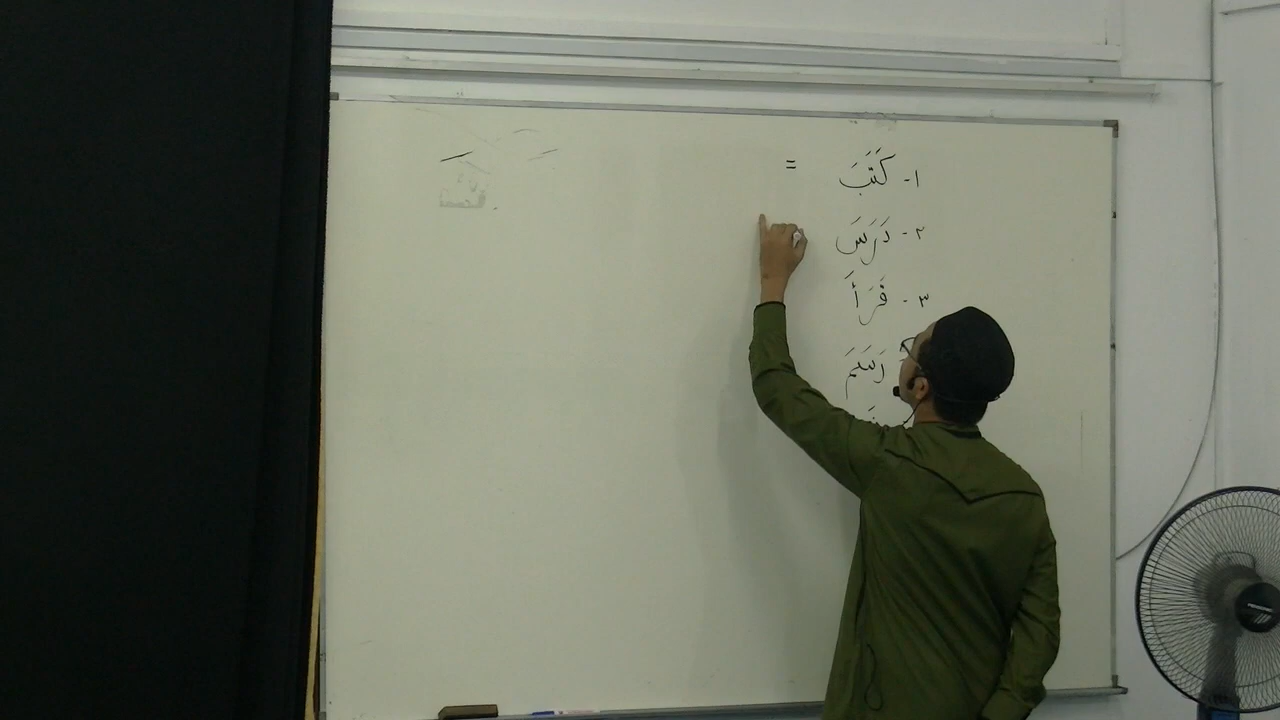 ١- كَتَبَ =
٢- دَرَسَ
٣- قَرَأَ
رَسَمَ